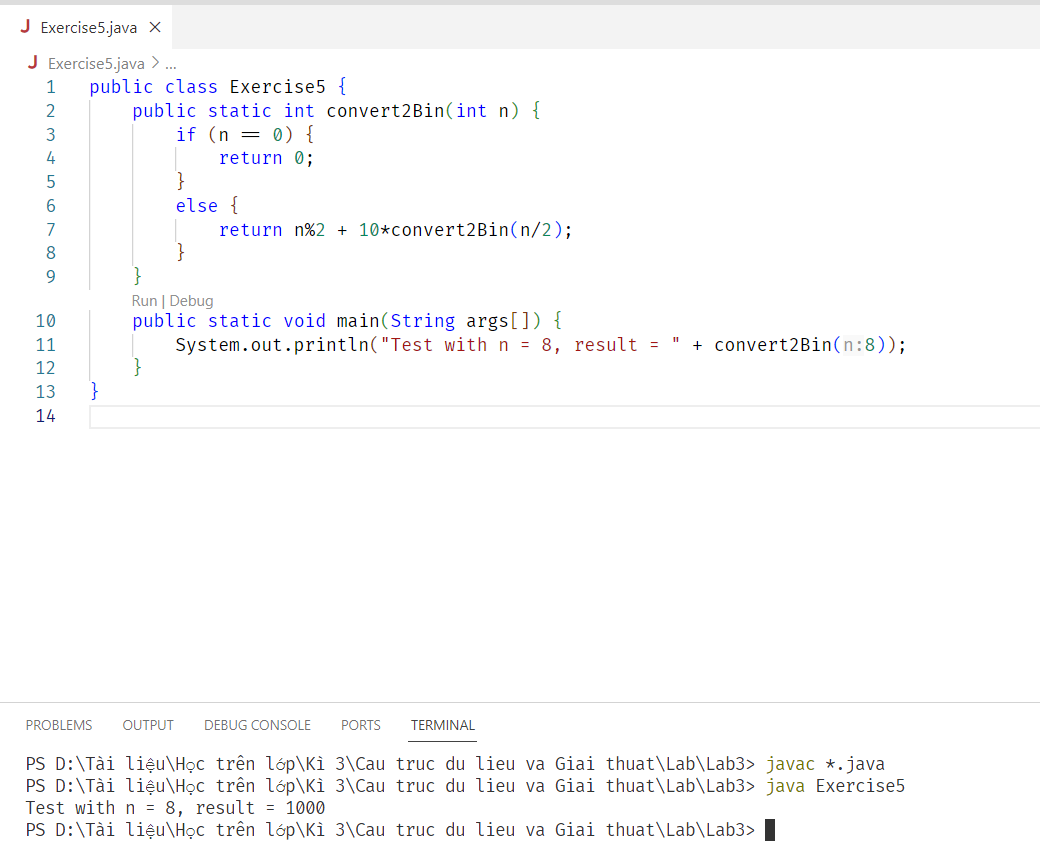 J Exercise5.java ×
J Exercise5.java > ...
1 public class Exercise5 {
2     public static int convert2Bin(int n) {
3         if (n == 0) {
4             return 0;
5         }
6         else {
7             return n%2 + 10*convert2Bin(n/2);
8         }
9     }
Run | Debug
10     public static void main(String args[]) {
11         System.out.println("Test with n = 8, result = " + convert2Bin(n:8));
12     }
13 }
14
PROBLEMS OUTPUT DEBUG CONSOLE PORTS TERMINAL
PS D:\Tài liệu\Học trên lớp\Kì 3\Cau truc du lieu va Giai thuat\Lab\Lab3> javac *.java
PS D:\Tài liệu\Học trên lớp\Kì 3\Cau truc du lieu va Giai thuat\Lab\Lab3> java Exercise5
Test with n = 8, result = 1000
PS D:\Tài liệu\Học trên lớp\Kì 3\Cau truc du lieu va Giai thuat\Lab\Lab3>